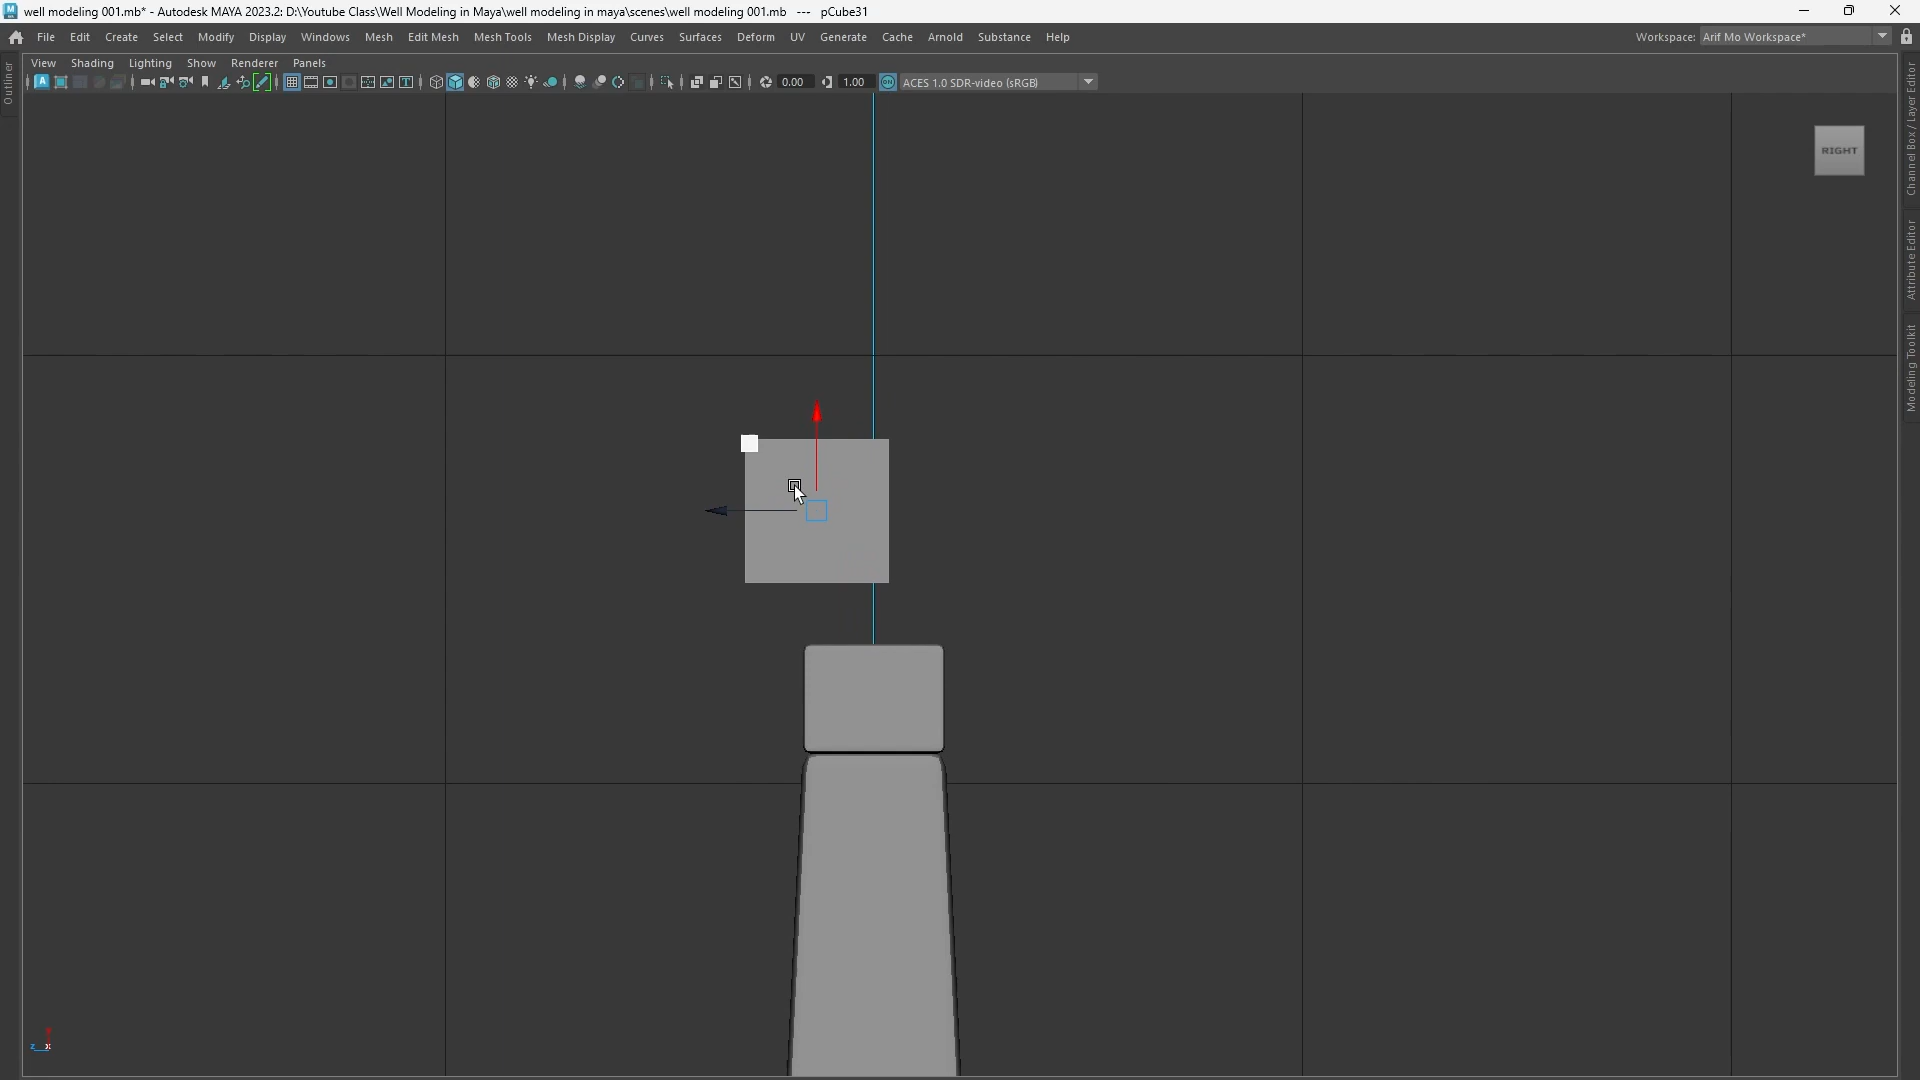 well modeling 001.mb* - Autodesk MAYA 2023.2: D:\Youtube Class\Well Modeling in Maya\well modeling in maya\scenes\well modeling 001.mb --- pCube31
File Edit Create Select Modify Display Windows Mesh Edit Mesh Mesh Tools Mesh Display Curves Surfaces Deform UV Generate Cache Arnold Substance Help
Workspace: Arif Mo Workspace*
View Shading Lighting Show Renderer Panels
0.00 1.00 ON ACES 1.0 SDR-video (sRGB)
Outliner
RIGHT
Channel Box / Layer Editor
Attribute Editor
Modeling Toolkit
z x